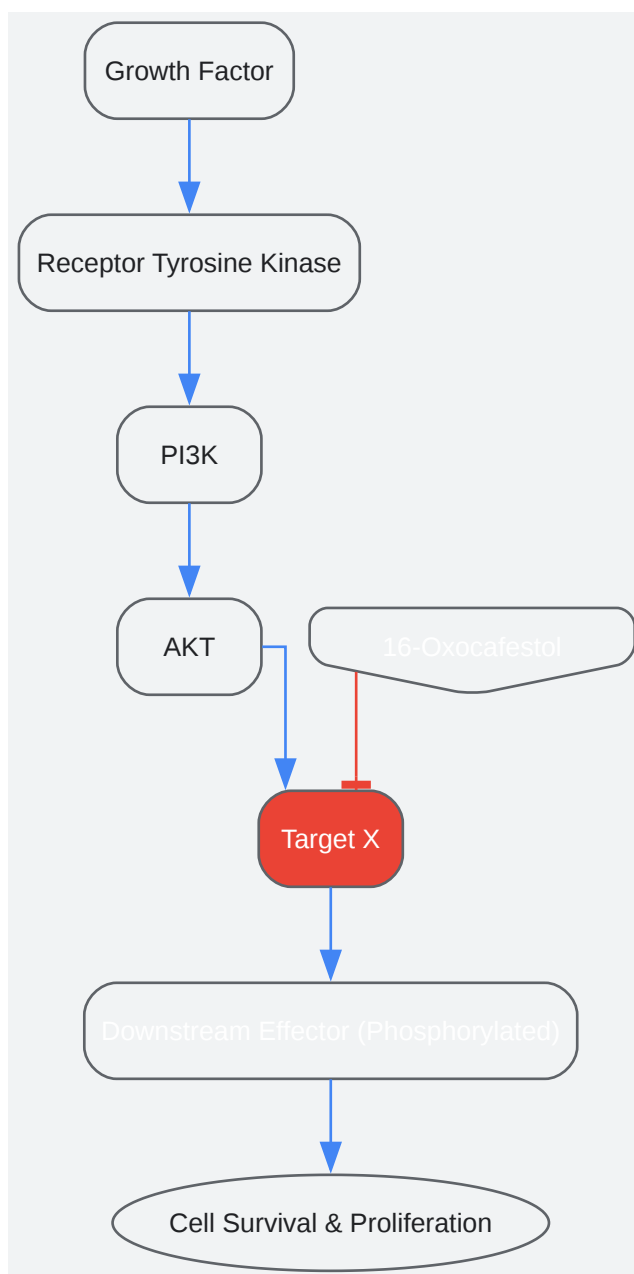 Growth Factor
Receptor Tyrosine Kinase
PI3K
AKT
16-Oxocafestol
Target X
Downstream Effector (Phosphorylated)
Cell Survival & Proliferation